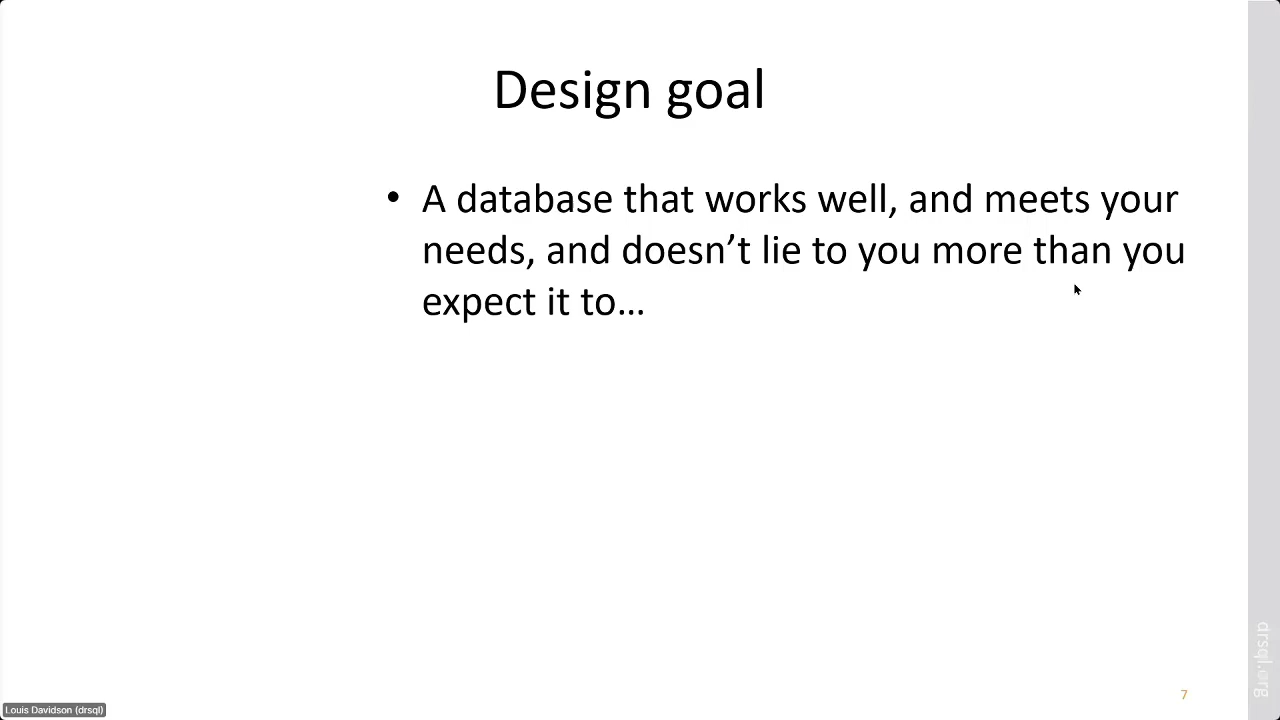 Design goal
• A database that works well, and meets your
needs, and doesn’t lie to you more than you
expect it to…
drsql.org
7
Louis Davidson (drsql)